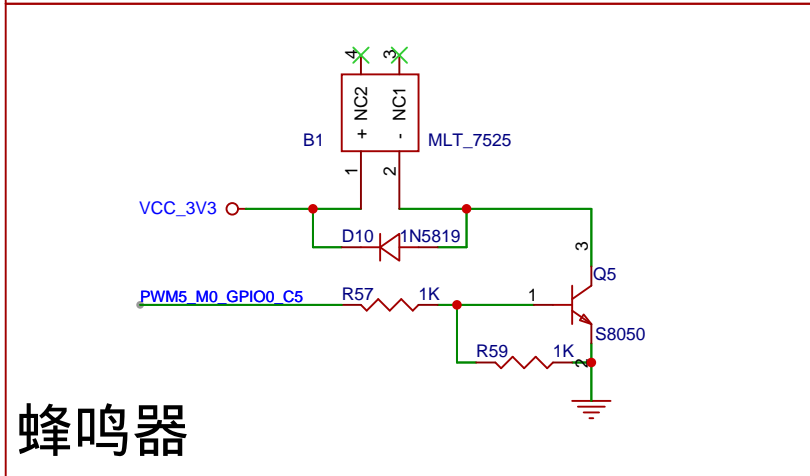 4
3
NC2
NC1
+
-
B1
MLT_7525
1
2
VCC_3V3
D10
1N5819
3
Q5
PWM5_M0_GPIO0_C5
R57
1K
1
S8050
R59
1K
2
蜂鸣器